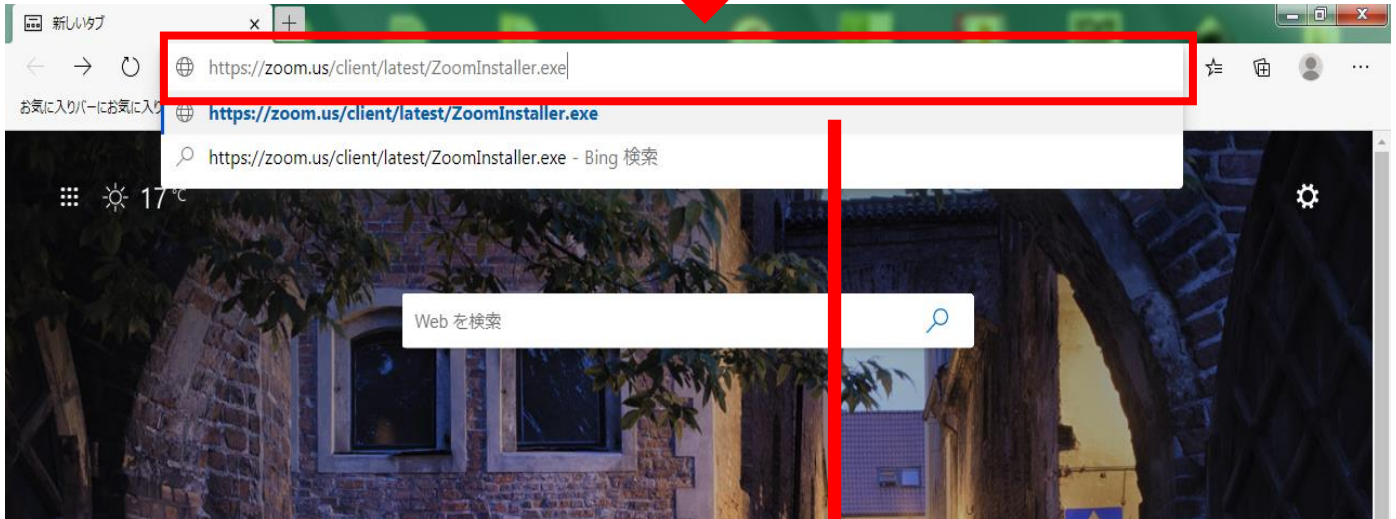 新しいタブ
https://zoom.us/client/latest/ZoomInstaller.exe
お気に入りバーにお気に入り
https://zoom.us/client/latest/ZoomInstaller.exe
https://zoom.us/client/latest/ZoomInstaller.exe - Bing 検索
17 °C
Web を検索